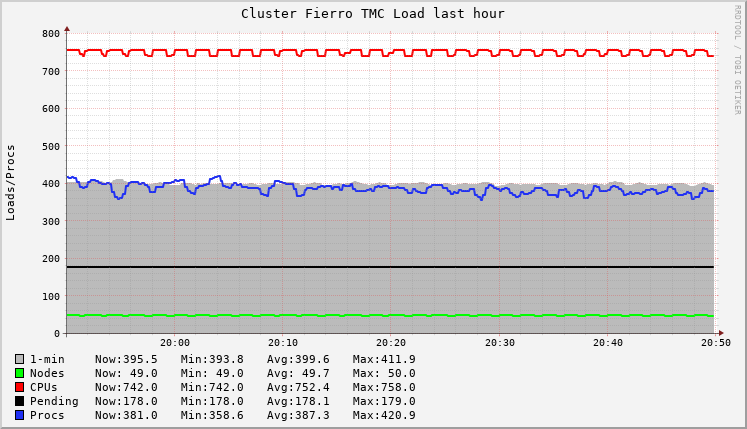 Cluster Fierro TMC Load last hour
RRDTOOL / TOBI OETIKER
Loads/Procs
800
700
600
500
400
300
200
100
0
20:00 20:10 20:20 20:30 20:40 20:50
1-min Now:395.5 Min:393.8 Avg:399.6 Max:411.9
Nodes Now: 49.0 Min: 49.0 Avg: 49.7 Max: 50.0
CPUs Now:742.0 Min:742.0 Avg:752.4 Max:758.0
Pending Now:178.0 Min:178.0 Avg:178.1 Max:179.0
Procs Now:381.0 Min:358.6 Avg:387.3 Max:420.9